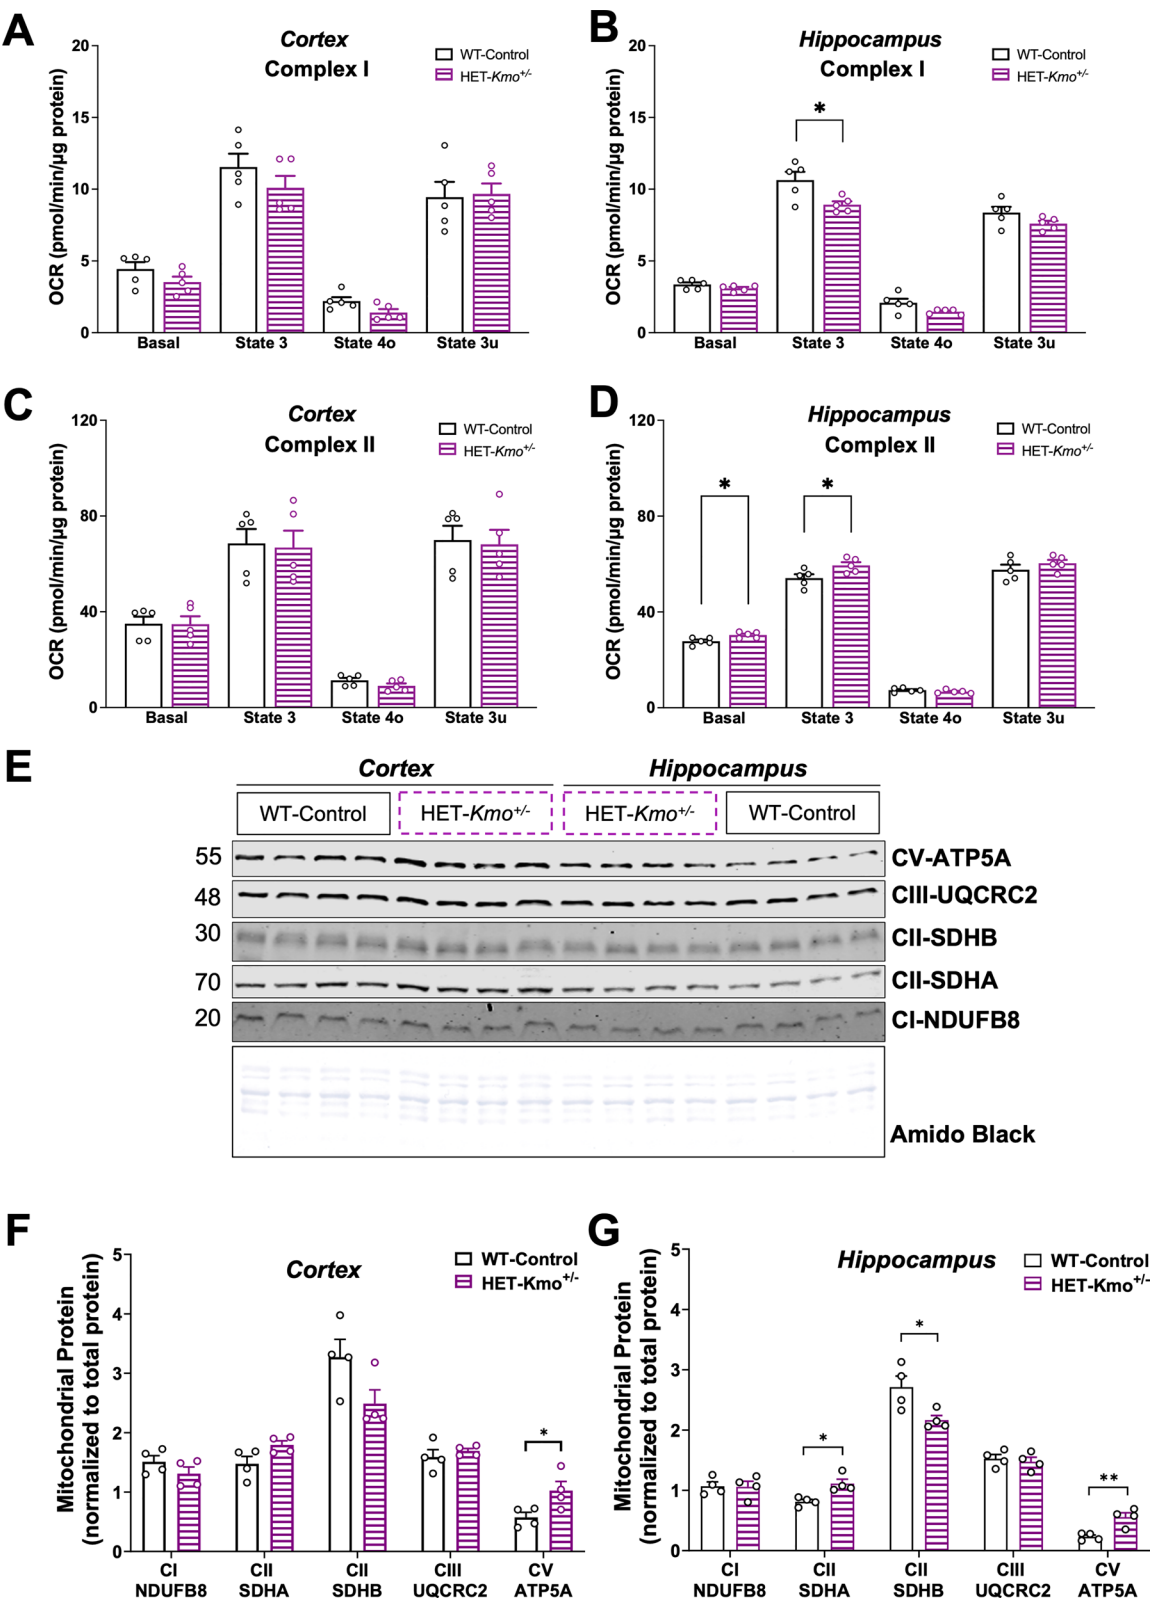 A
Cortex
Complex I
WT-Control
HET-Kmo+/-
OCR (pmol/min/µg protein)
20
15
10
5
0
Basal
State 3
State 4o
State 3u
B
Hippocampus
Complex I
WT-Control
HET-Kmo+/-
OCR (pmol/min/µg protein)
20
15
10
5
0
*
Basal
State 3
State 4o
State 3u
C
Cortex
Complex II
WT-Control
HET-Kmo+/-
OCR (pmol/min/µg protein)
120
80
40
0
Basal
State 3
State 4o
State 3u
D
Hippocampus
Complex II
WT-Control
HET-Kmo+/-
OCR (pmol/min/µg protein)
120
80
40
0
*
*
Basal
State 3
State 4o
State 3u
E
Cortex
Hippocampus
WT-Control
HET-Kmo+/-
HET-Kmo+/-
WT-Control
55
CV-ATP5A
48
CIII-UQCRC2
30
CII-SDHB
70
CII-SDHA
20
CI-NDUFB8
Amido Black
F
Cortex
WT-Control
HET-Kmo+/-
Mitochondrial Protein
(normalized to total protein)
5
4
3
2
1
0
*
CI
NDUFB8
CII
SDHA
CII
SDHB
CIII
UQCRC2
CV
ATP5A
G
Hippocampus
WT-Control
HET-Kmo+/-
Mitochondrial Protein
(normalized to total protein)
5
4
3
2
1
0
*
*
**
CI
NDUFB8
CII
SDHA
CII
SDHB
CIII
UQCRC2
CV
ATP5A